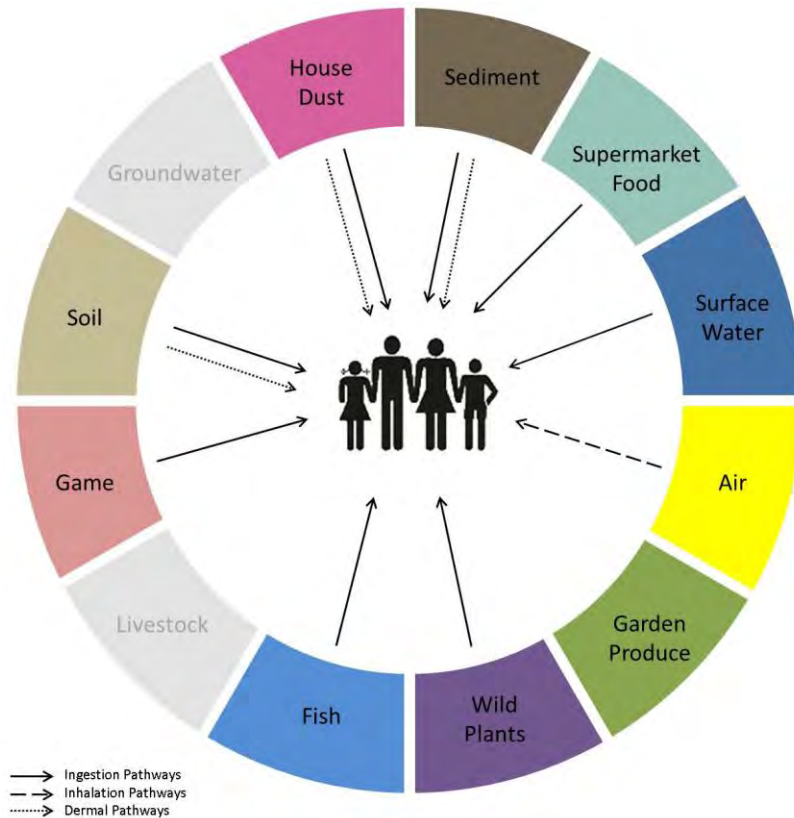 House
Dust
Sediment
Supermarket
Food
Surface
Water
Air
Garden
Produce
Wild
Plants
Fish
Livestock
Game
Soil
Groundwater
Ingestion Pathways
Inhalation Pathways
Dermal Pathways